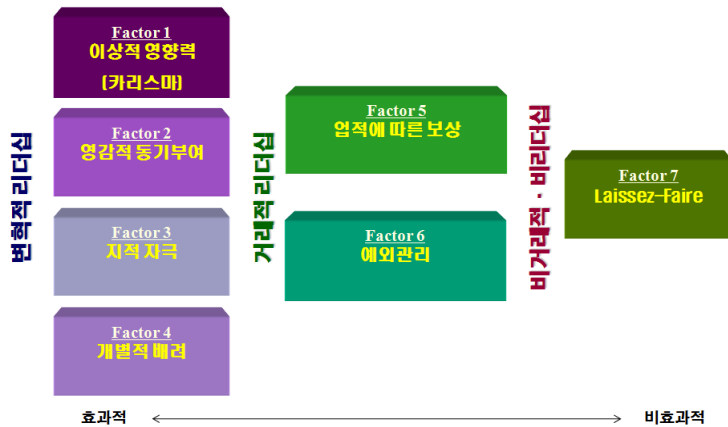 변혁적 리더십
Factor 1
이상적 영향력
(카리스마)
Factor 2
영감적 동기부여
Factor 3
지적 자극
Factor 4
개별적 배려
거래적 리더십
Factor 5
업적에 따른 보상
Factor 6
예외관리
비거래적 · 비리더십
Factor 7
Laissez-Faire
효과적
비효과적